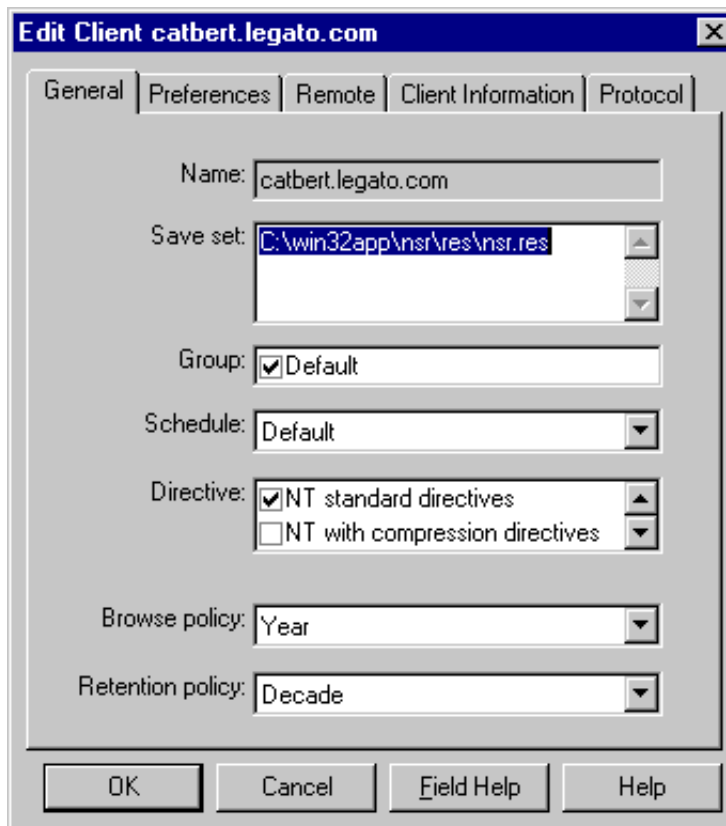 Edit Client catbert.legato.com
General Preferences Remote Client Information Protocol
Name: catbert.legato.com
Save set: C:\win32app\nsr\res\nsr.res
Group: Default
Schedule: Default
Directive: NT standard directives
NT with compression directives
Browse policy: Year
Retention policy: Decade
OK Cancel Field Help Help